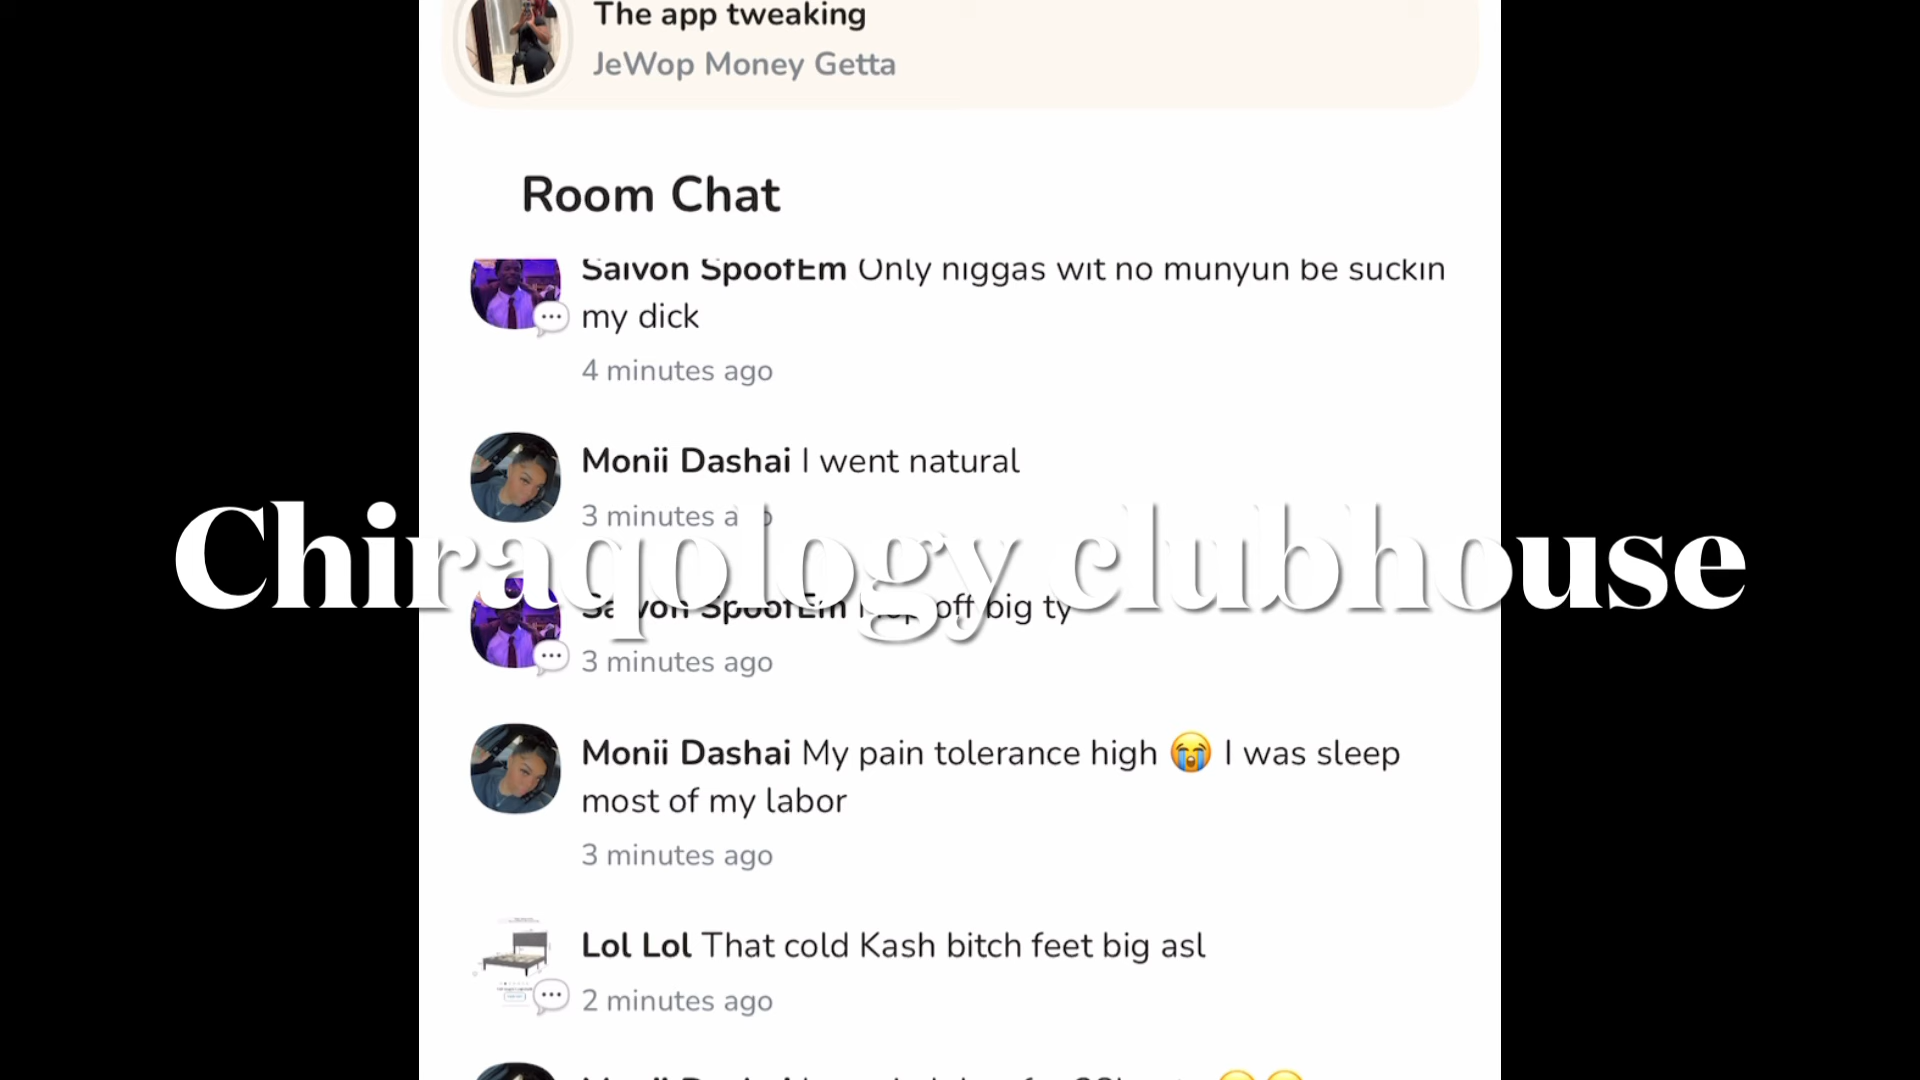 The app tweaking
JeWop Money Getta
Room Chat
Saivon SpoofEm Only niggas wit no munyun be suckin
my dick
4 minutes ago
Monii Dashai I went natural
3 minutes ago
Chiraqology clubhouse
Saivon SpoofEm off big ty
3 minutes ago
Monii Dashai My pain tolerance high 😭 I was sleep
most of my labor
3 minutes ago
Lol Lol That cold Kash bitch feet big asl
2 minutes ago